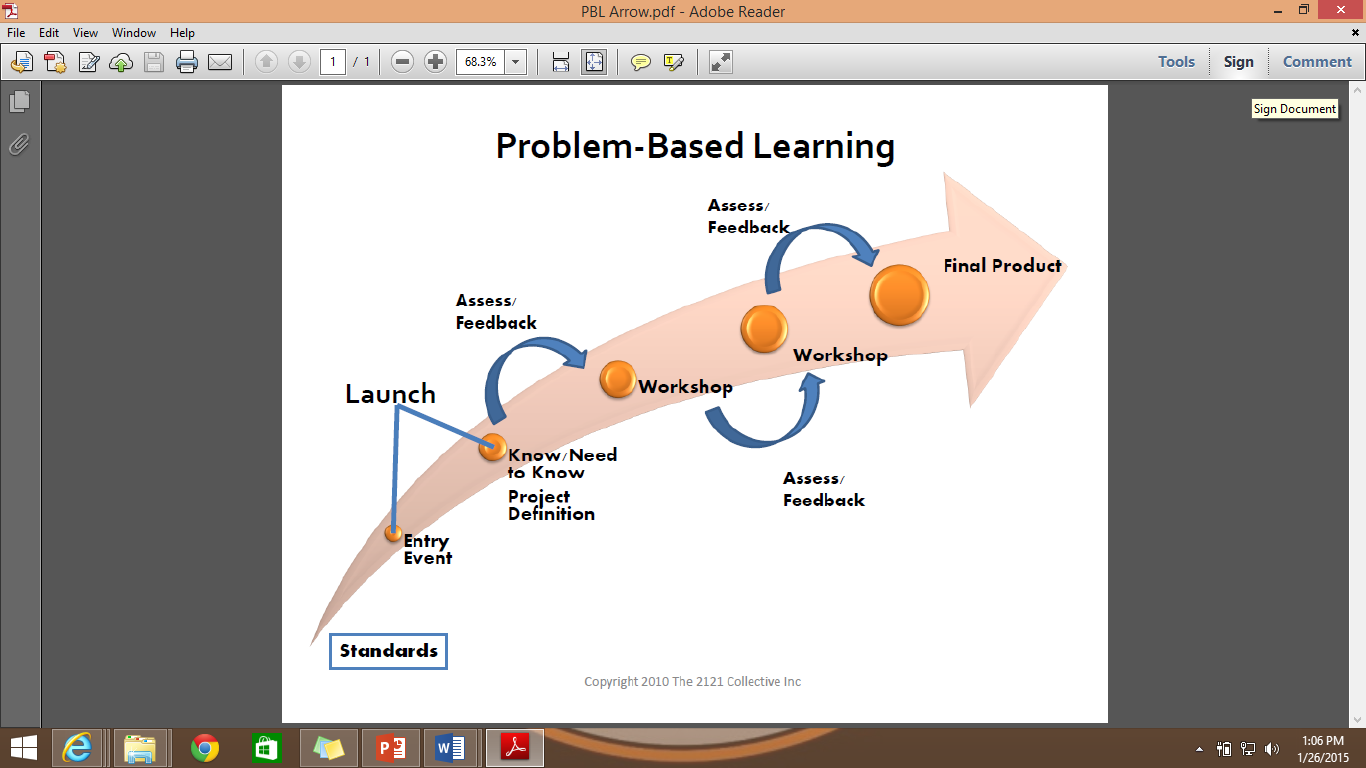 PBL Arrow.pdf - Adobe Reader
File Edit View Window Help
1 / 1 68.3% Tools Sign Comment
Sign Document
Problem-Based Learning
Assess/
Feedback
Final Product
Assess/
Feedback
Workshop
Launch
Workshop
Know/Need
to Know
Project
Definition
Assess/
Feedback
Entry
Event
Standards
Copyright 2010 The 2121 Collective Inc
1:06 PM
1/26/2015